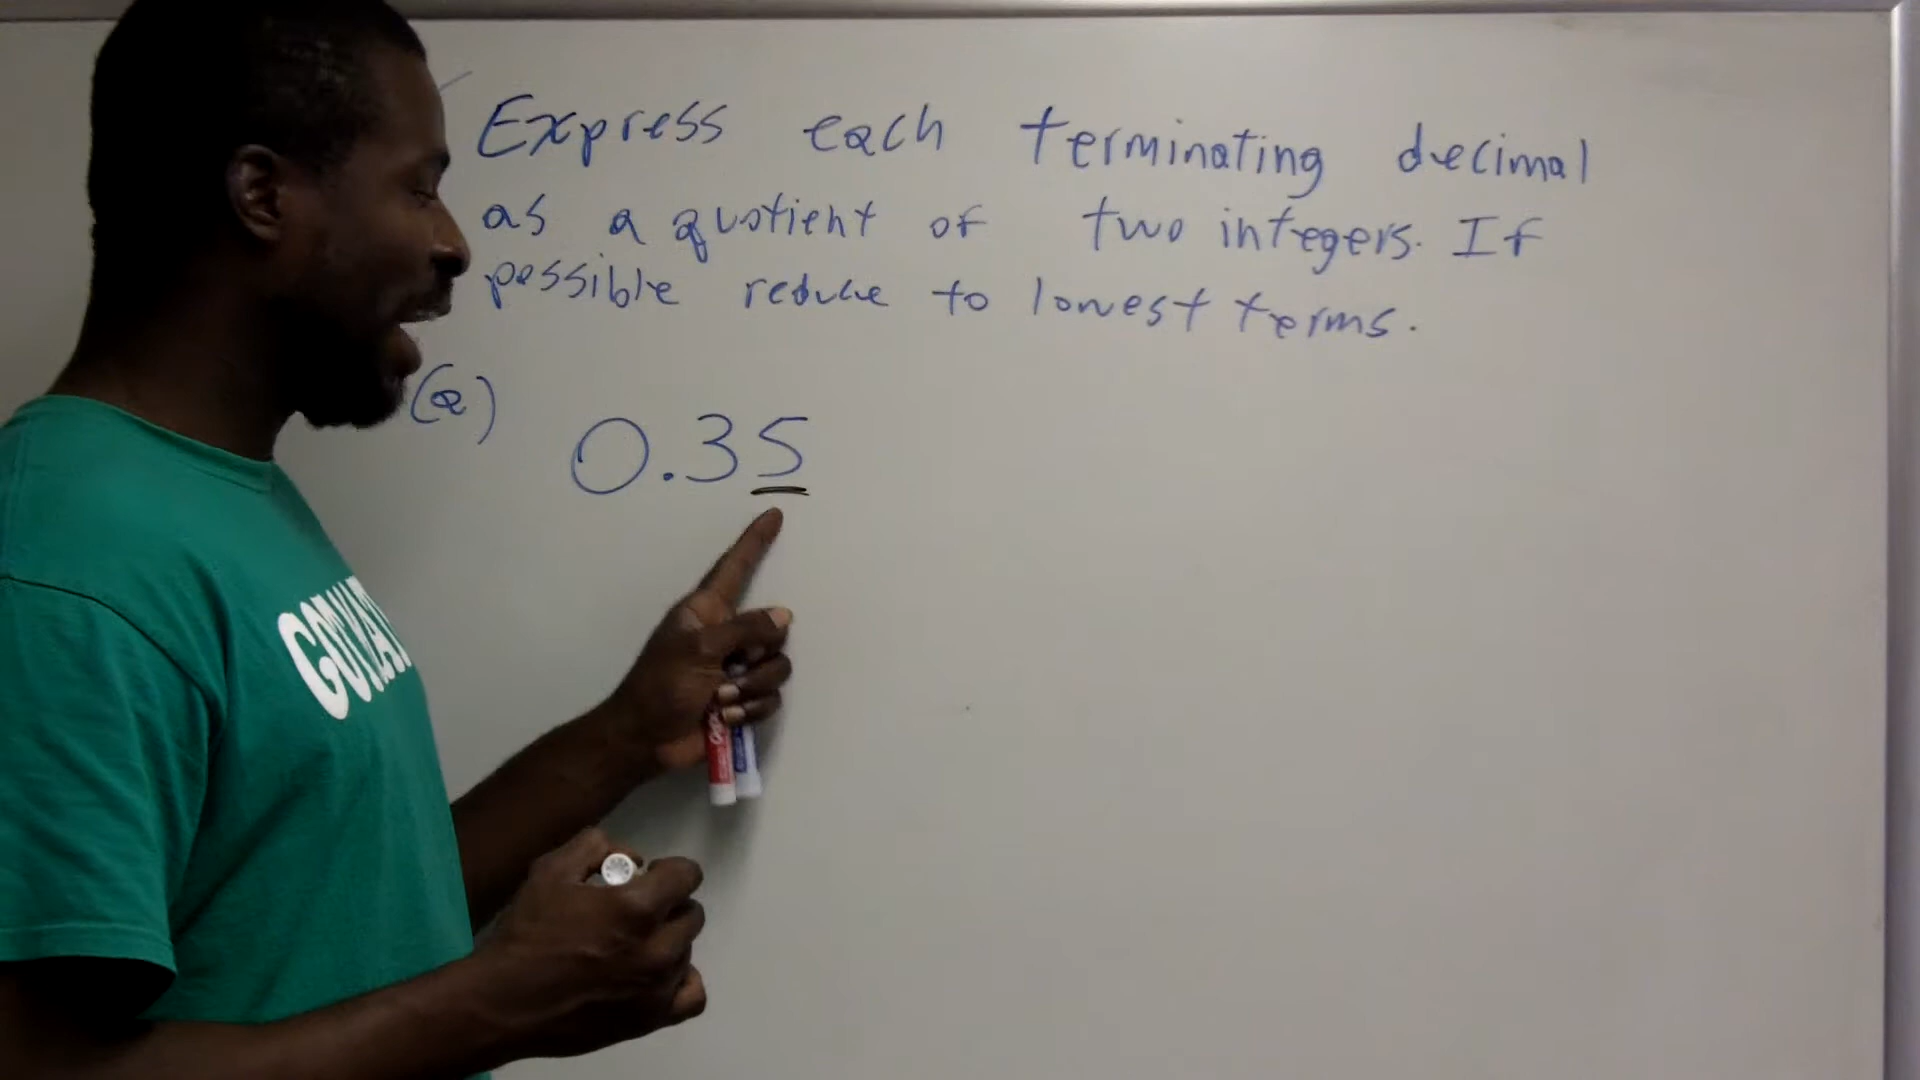 Express each terminating decimal
as a quotient of two integers. If
possible reduce to lowest terms.
(a) 0.35